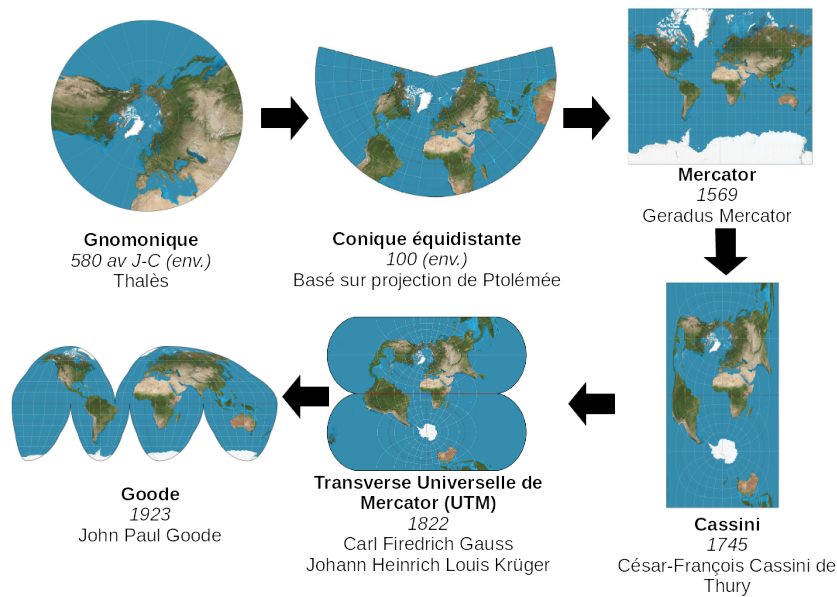 Gnomonique
580 av J-C (env.)
Thalès
Conique équidistante
100 (env.)
Basé sur projection de Ptolémée
Mercator
1569
Geradus Mercator
Cassini
1745
César-François Cassini de
Thury
Transverse Universelle de
Mercator (UTM)
1822
Carl Firedrich Gauss
Johann Heinrich Louis Krüger
Goode
1923
John Paul Goode